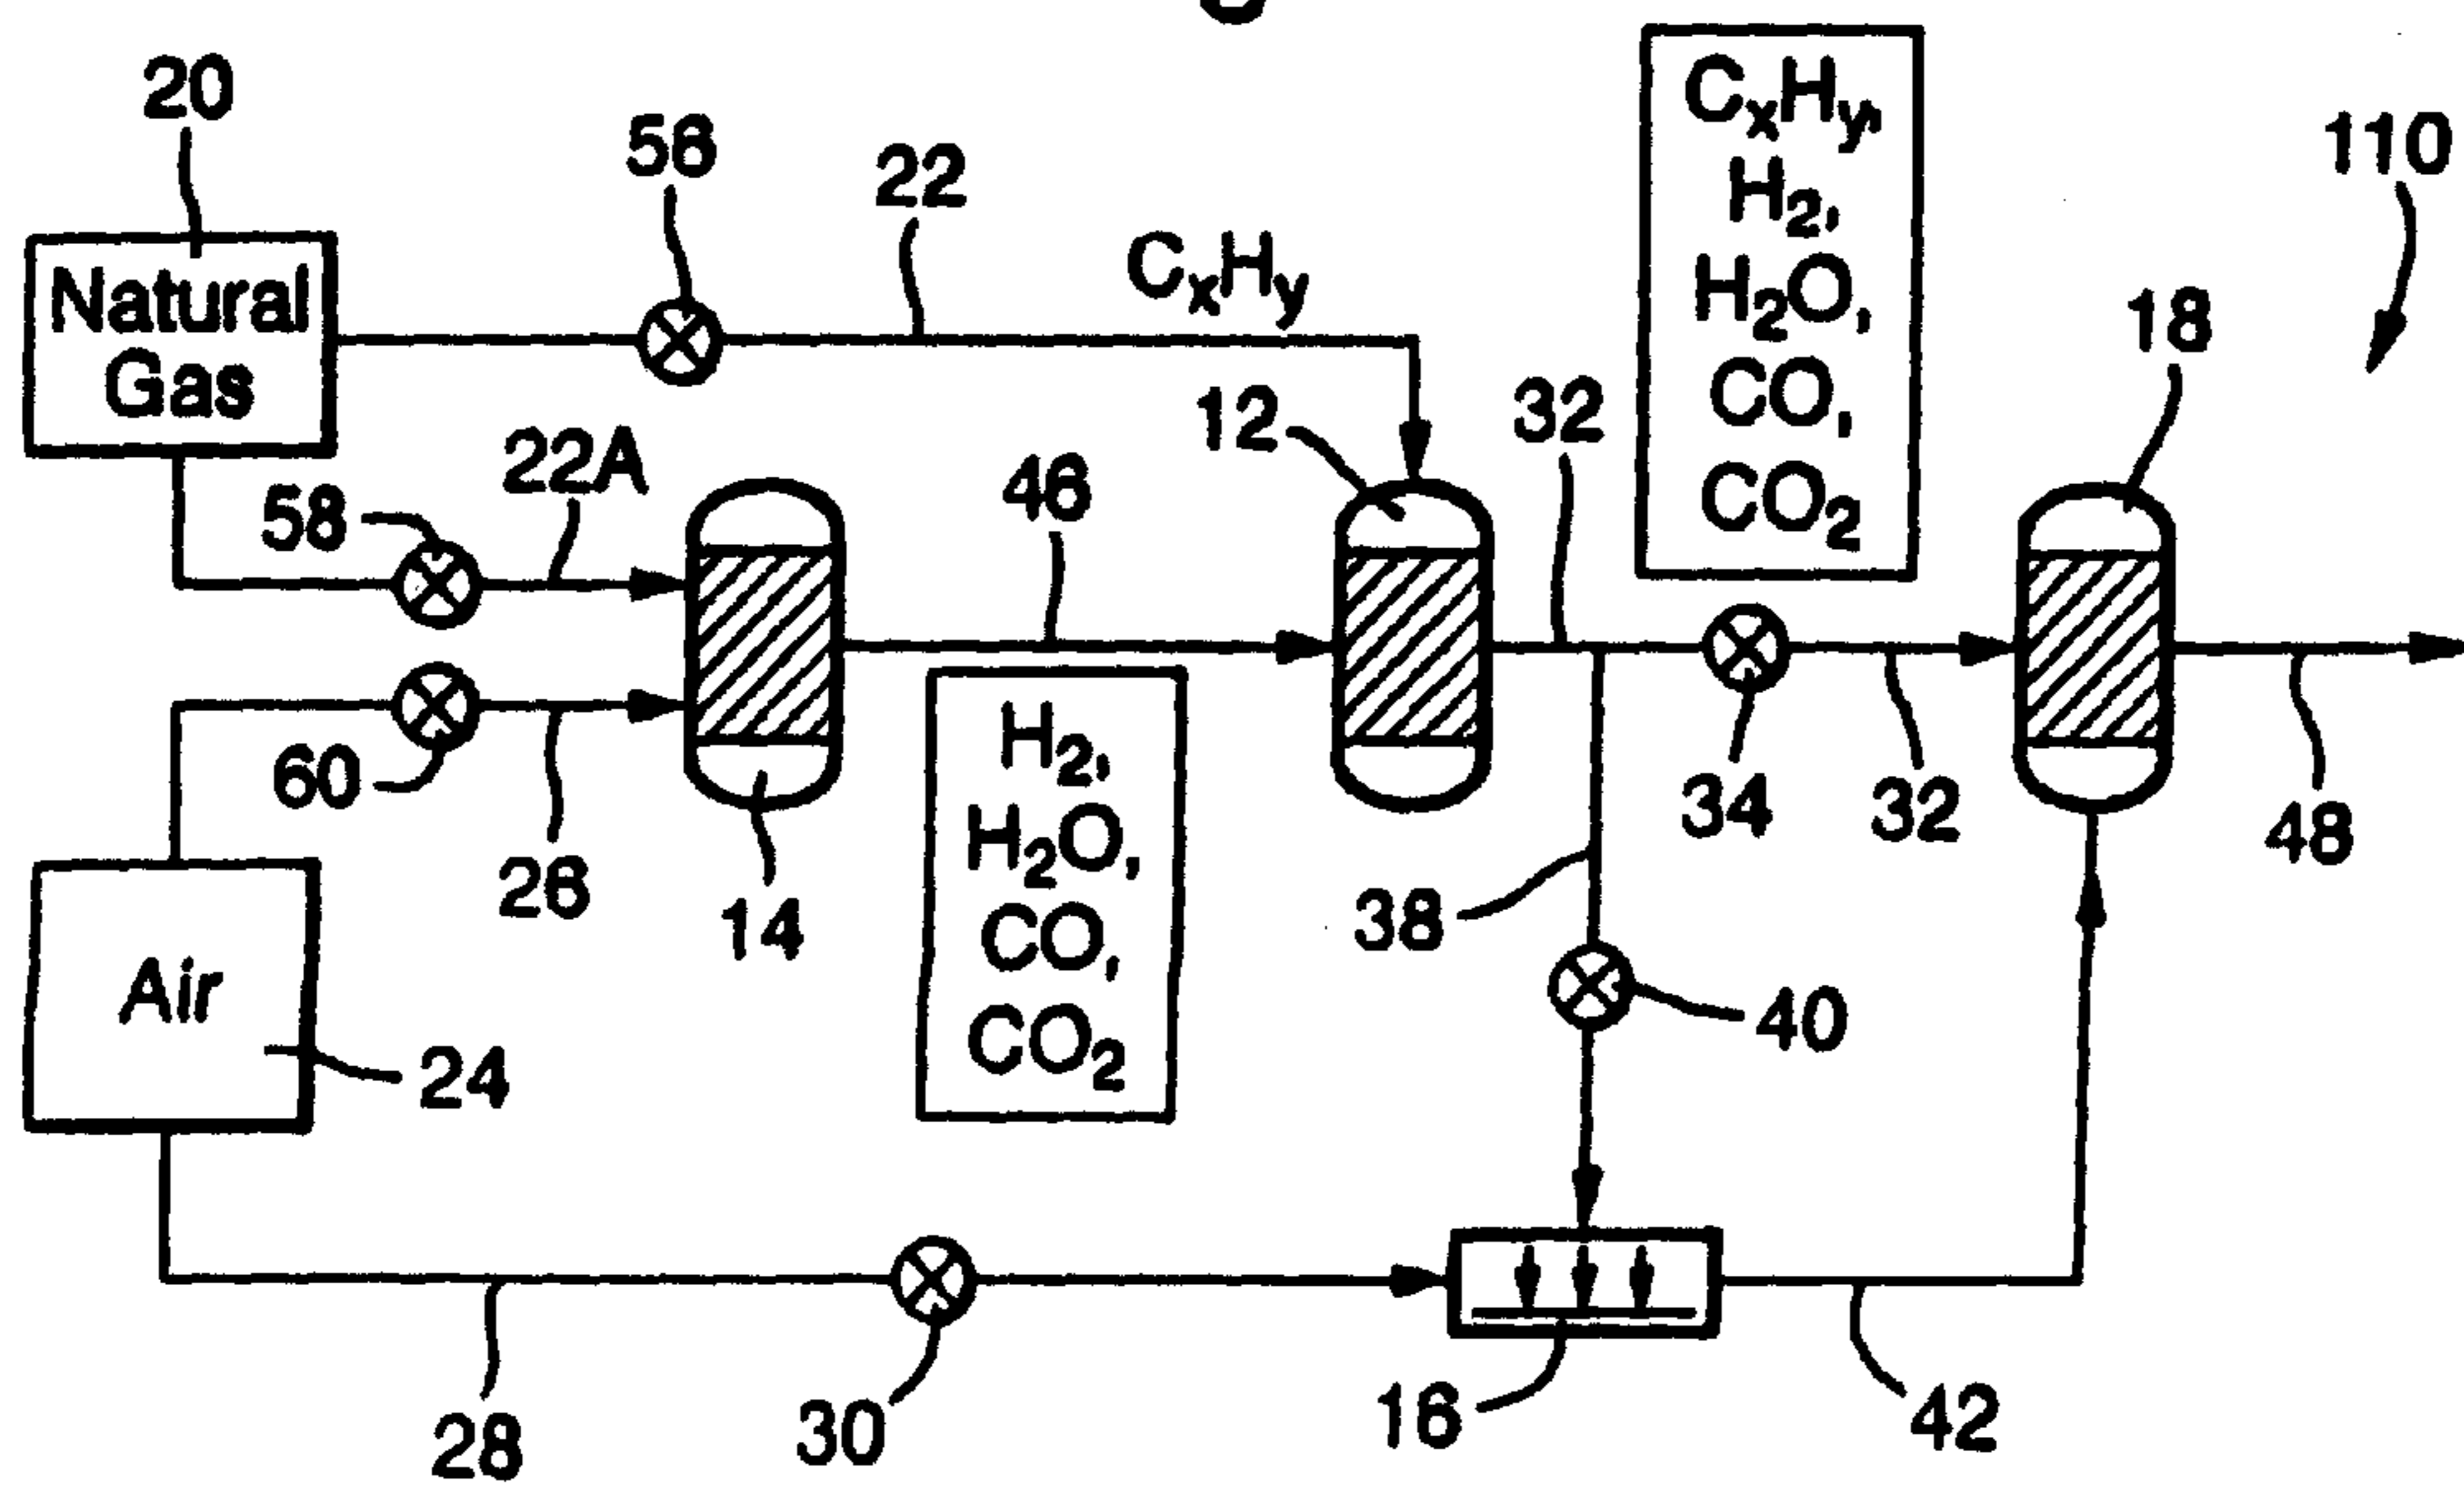 20
56
22
CxHy
CxHy,
H₂,
H₂O,
CO,
CO₂
110
18
Natural
Gas
12
32
22A
58
46
60
26
14
H₂,
H₂O,
CO,
CO₂
34
32
48
38
40
Air
24
28
30
16
42